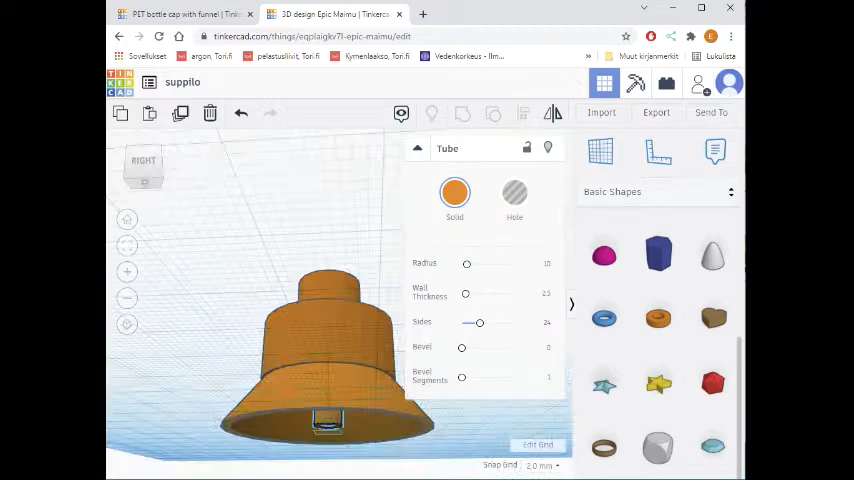 PET bottle cap with funnel | Tinke
3D design Epic Maimu | Tinkerca
tinkercad.com/things/eqplaigkv7l-epic-maimu/edit
E
Sovellukset
argon, Tori.fi
pelastusliivit, Tori.fi
Kymenlaakso, Tori.fi
Vedenkorkeus - Ilm...
»
Muut kirjanmerkit
Lukulista
TIN
KER
CAD
suppilo
Import
Export
Send To
RIGHT
Tube
Solid
Hole
Radius 10
Wall
Thickness 2.5
Sides 24
Bevel 0
Bevel
Segments 1
Basic Shapes
Edit Grid
Snap Grid 2.0 mm